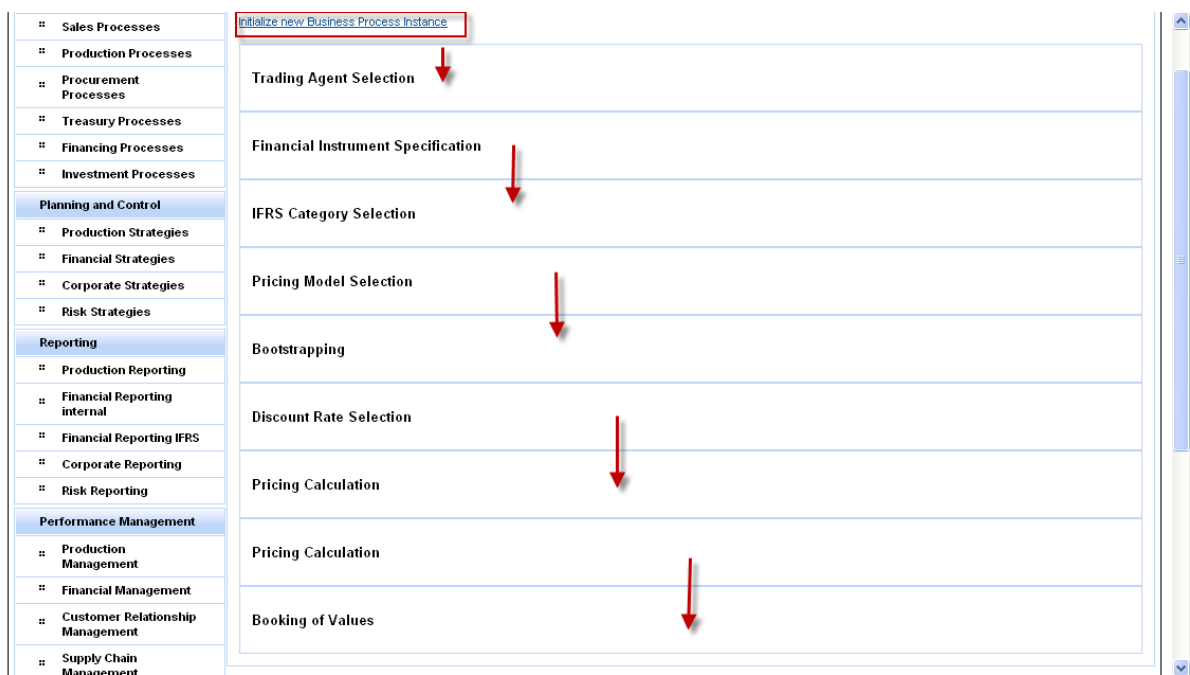 Sales Processes
Production Processes
Procurement
Processes
Treasury Processes
Financing Processes
Investment Processes
Planning and Control
Production Strategies
Financial Strategies
Corporate Strategies
Risk Strategies
Reporting
Production Reporting
Financial Reporting
internal
Financial Reporting IFRS
Corporate Reporting
Risk Reporting
Performance Management
Production
Management
Financial Management
Customer Relationship
Management
Supply Chain
Management
Initialize new Business Process Instance
Trading Agent Selection
Financial Instrument Specification
IFRS Category Selection
Pricing Model Selection
Bootstrapping
Discount Rate Selection
Pricing Calculation
Pricing Calculation
Booking of Values